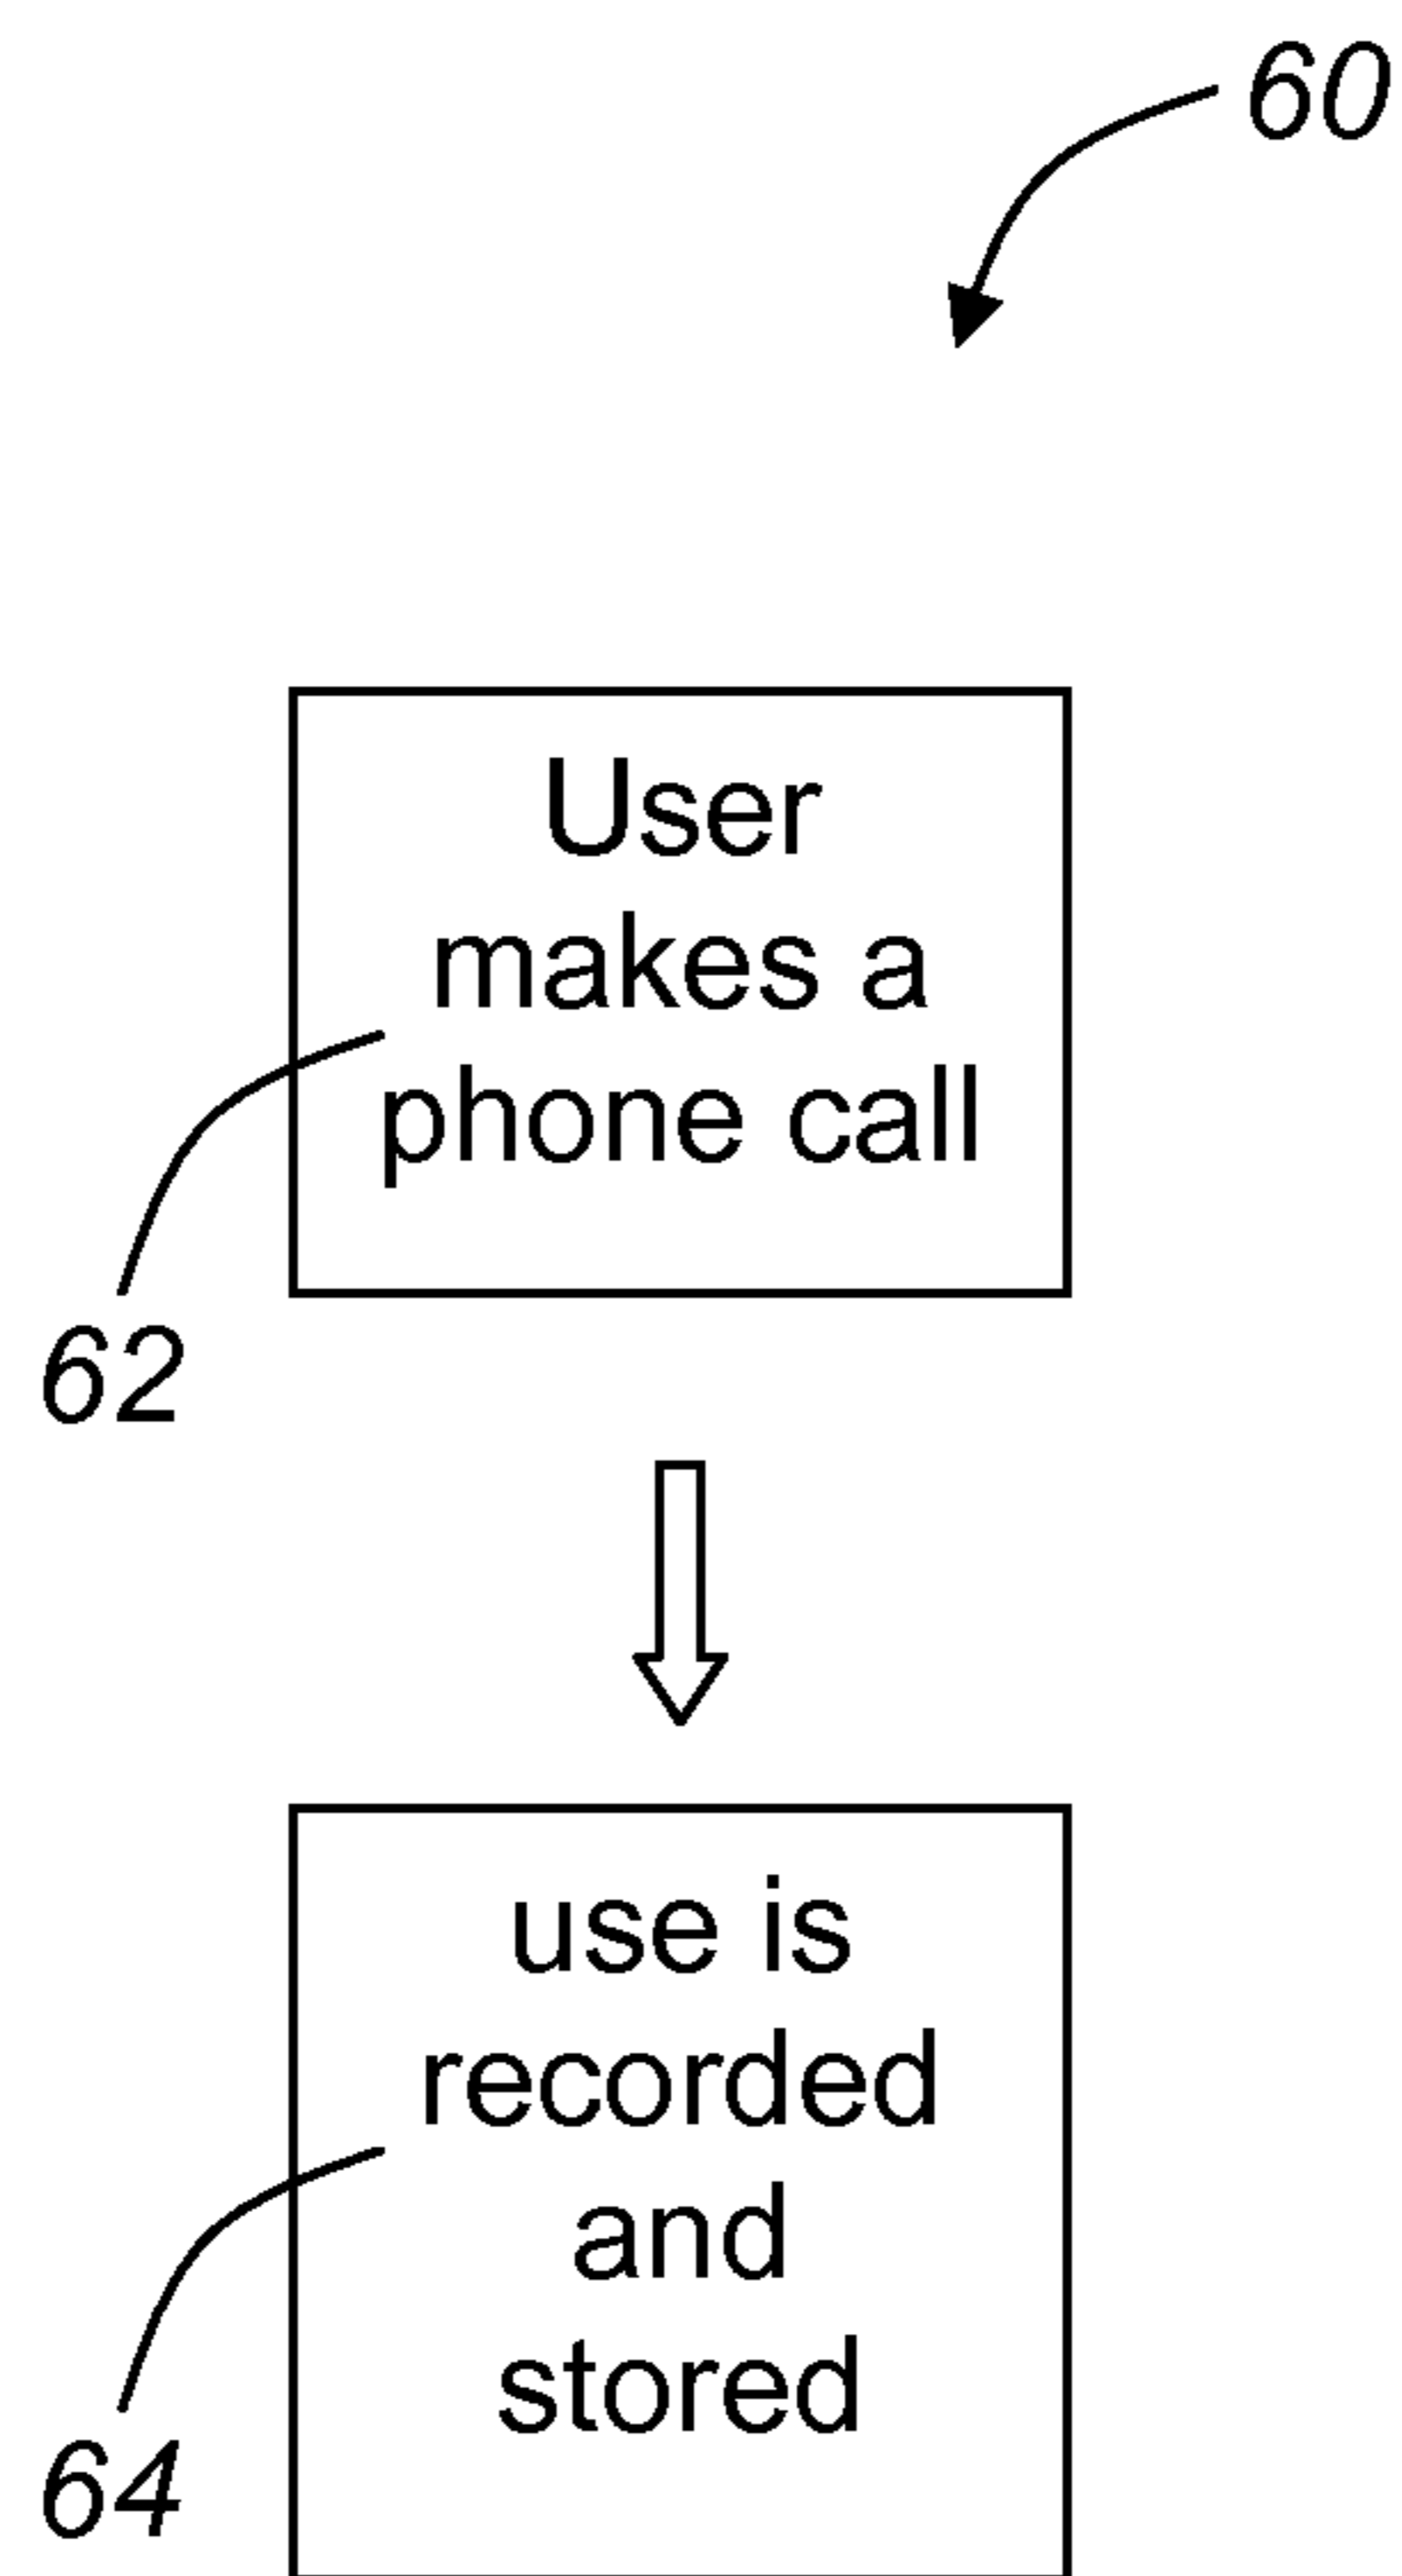 60
User
makes a
phone call
62
use is
recorded
and
stored
64